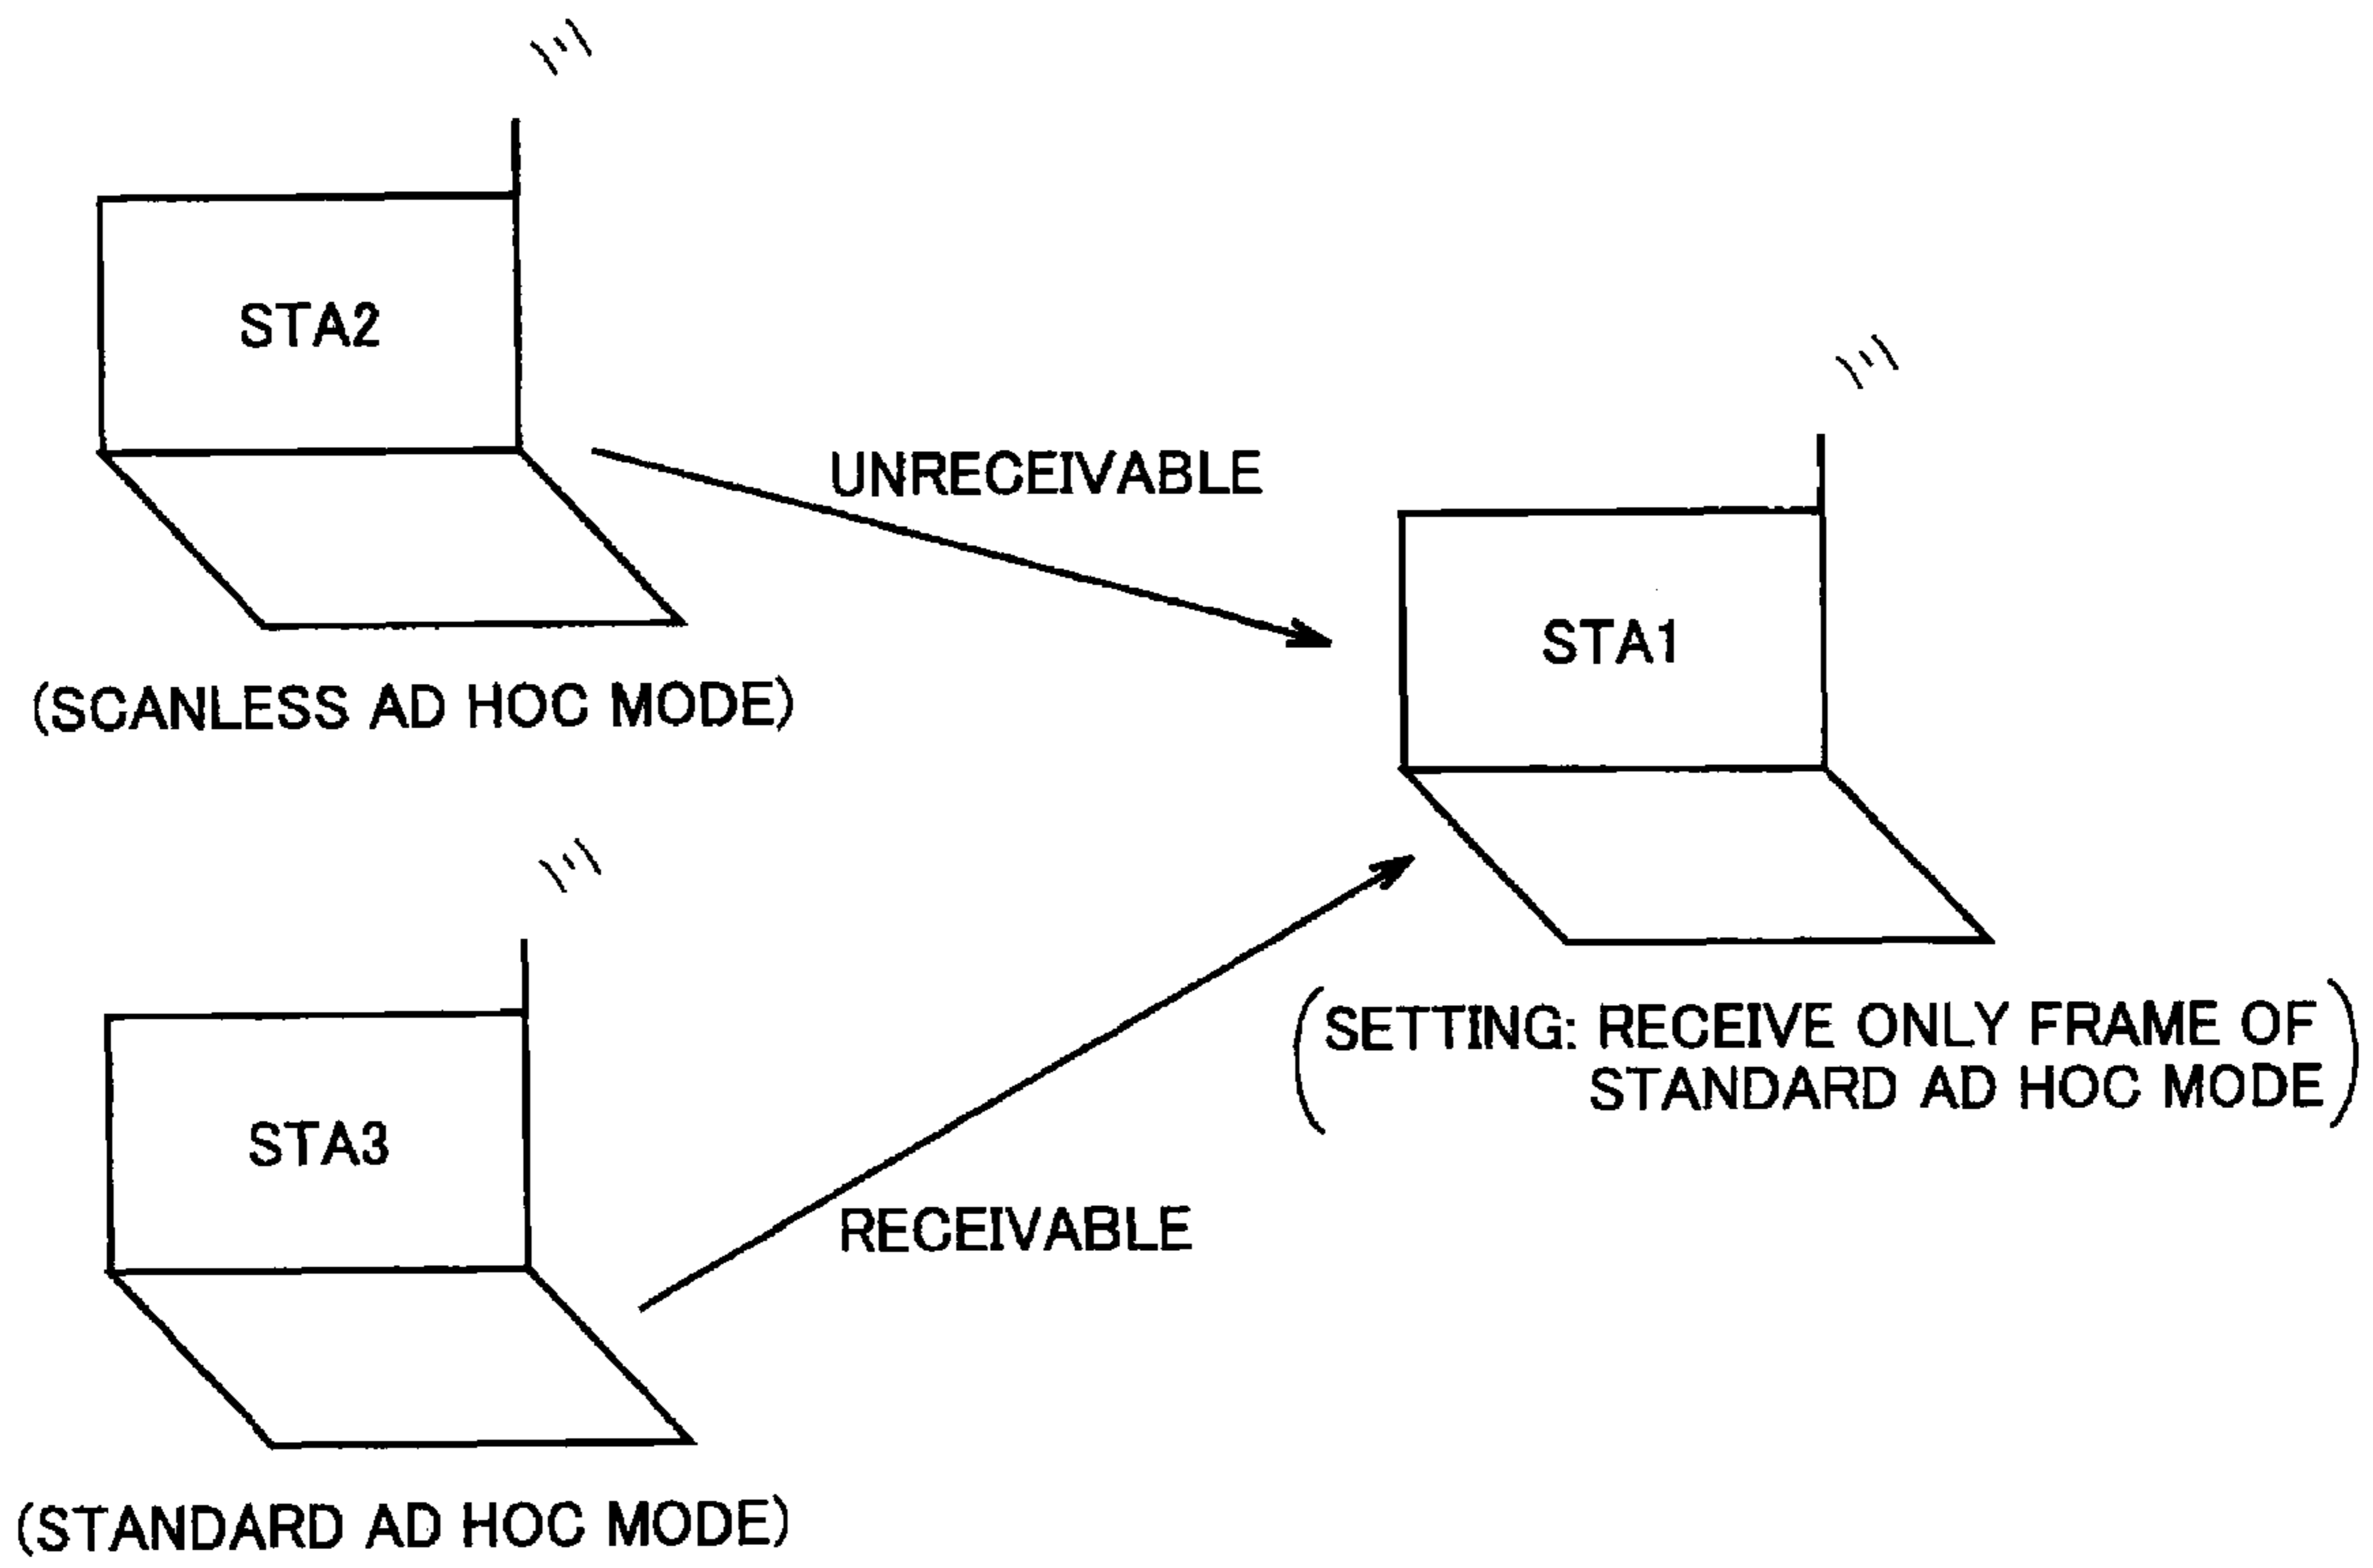 STA2
UNRECEIVABLE
STA1
(SCANLESS AD HOC MODE)
(SETTING: RECEIVE ONLY FRAME OF
STANDARD AD HOC MODE)
STA3
RECEIVABLE
(STANDARD AD HOC MODE)